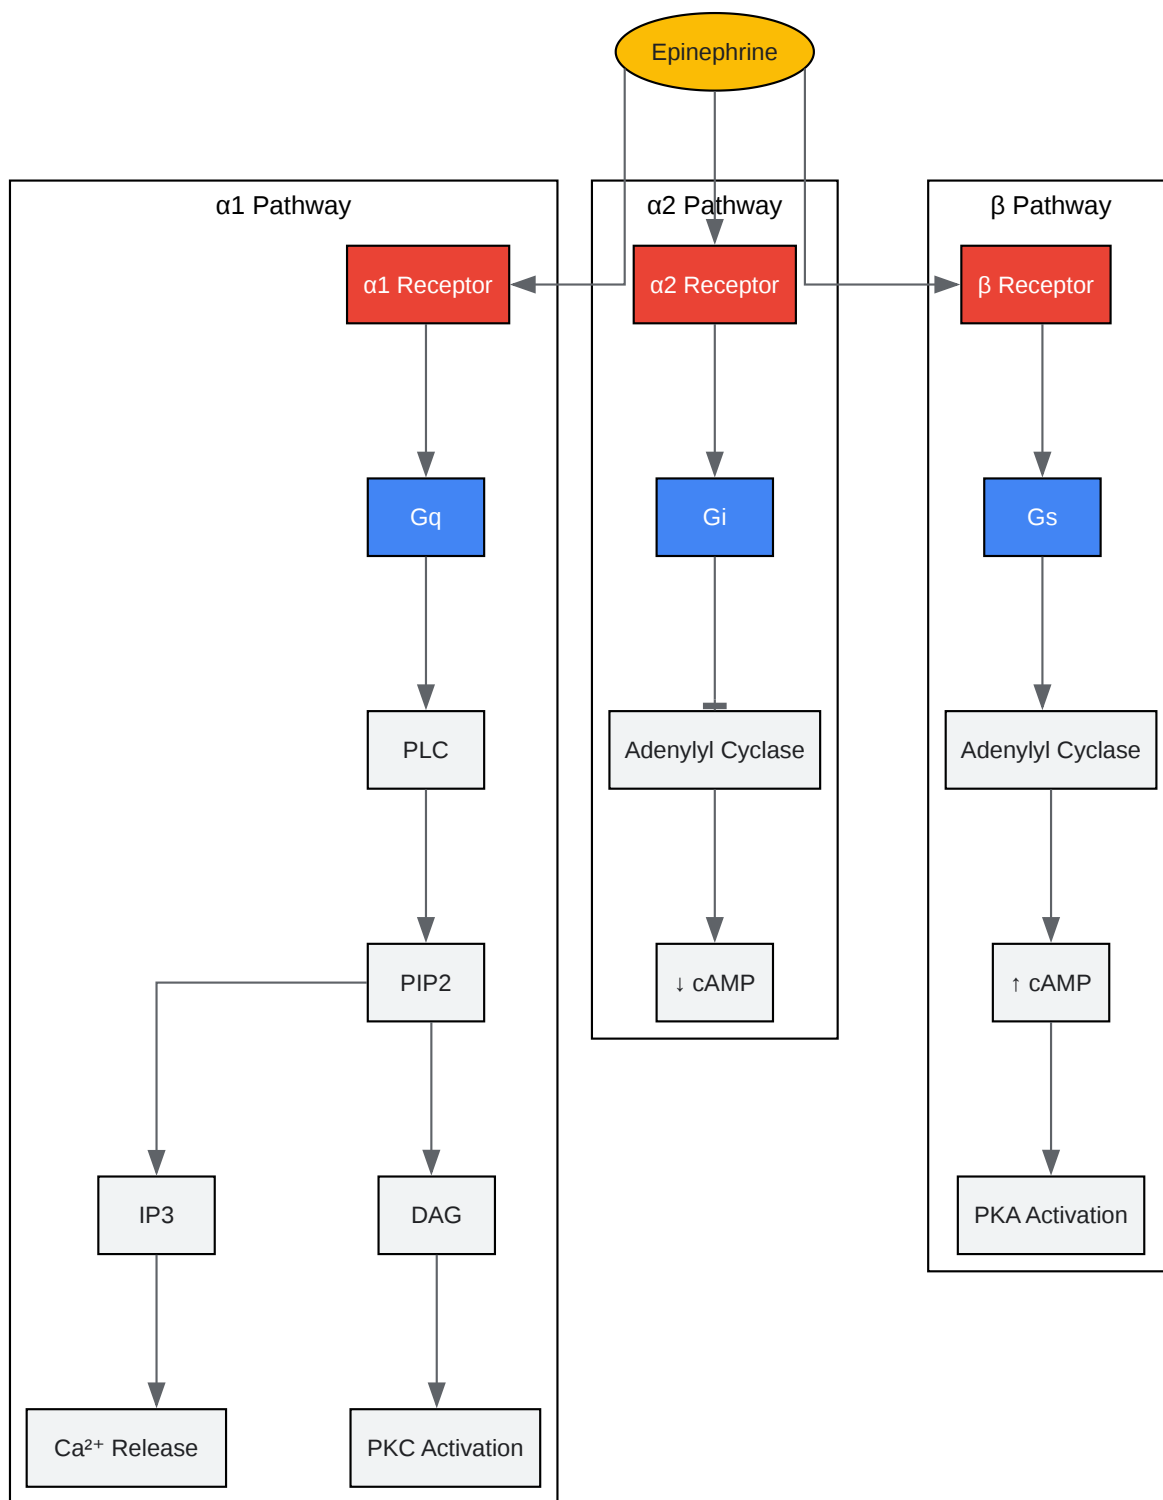 Epinephrine
α1 Pathway
α2 Pathway
β Pathway
α1 Receptor
α2 Receptor
β Receptor
Gq
Gi
Gs
PLC
Adenylyl Cyclase
Adenylyl Cyclase
PIP2
↓ cAMP
↑ cAMP
IP3
DAG
PKA Activation
Ca²⁺ Release
PKC Activation